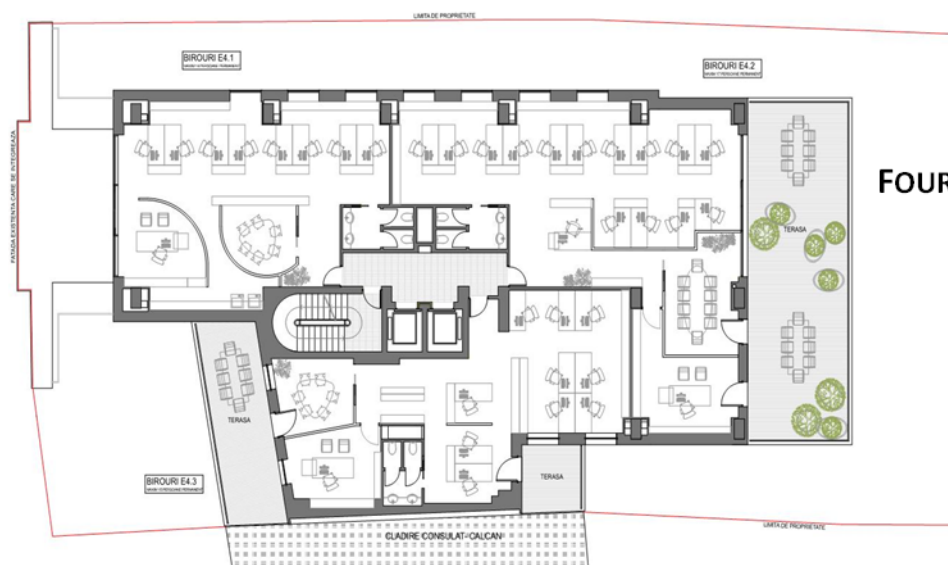 LIMITA DE PROPRIETATE
BIROURI E4.1
BIROURI E4.2
FATADA EXISTENTA CARE SE INTEGREAZA
FOUR
TERASA
TERASA
BIROURI E4.3
TERASA
CLADIRE CONSULAT- CALCAN
LIMITA DE PROPRIETATE